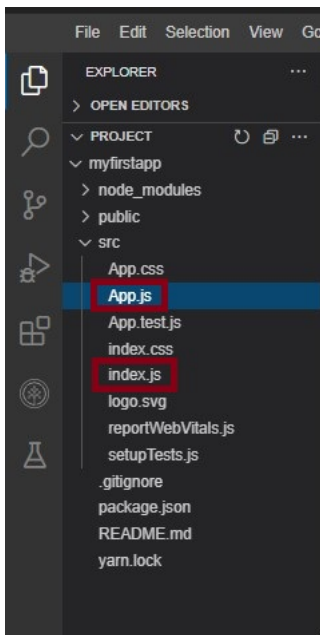 File Edit Selection View Go
EXPLORER
OPEN EDITORS
PROJECT
myfirstapp
node_modules
public
src
App.css
App.js
App.test.js
index.css
index.js
logo.svg
reportWebVitals.js
setupTests.js
.gitignore
package.json
README.md
yarn.lock